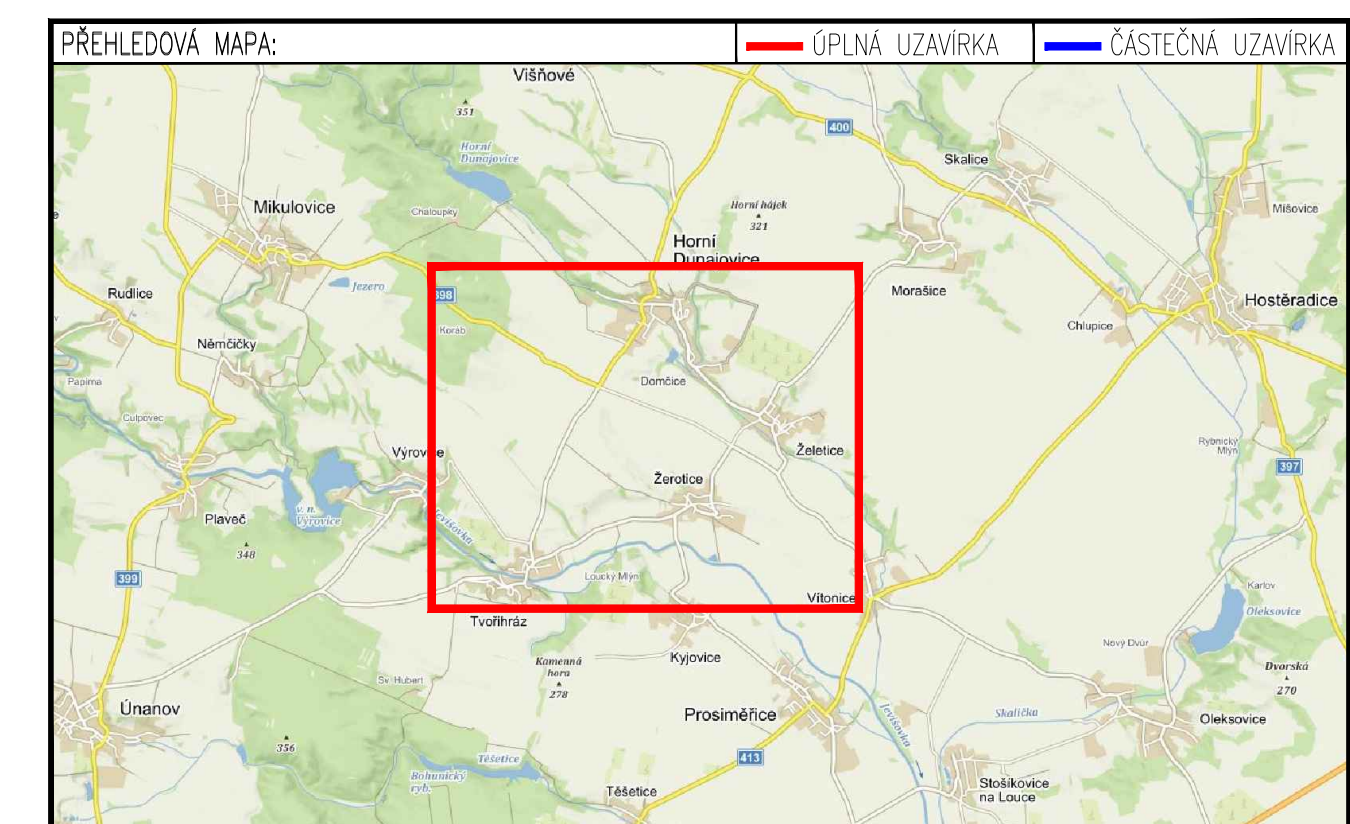 PŘEHLEDOVÁ MAPA:
ÚPLNÁ UZAVÍRKA
ČÁSTEČNÁ UZAVÍRKA
Višňové
351
400
Horní
Dunajovice
Skalice
Mikulovice
Chaloupky
Horní hájek
321
Mišovice
Horní
Dunajovice
Rudlice
jezero
398
Morašice
Hostěradice
Němčičky
Koráb
Chlupice
Papírna
Domčice
Culpovec
Výrovice
Želetice
Rybnický
Mlýn
397
Žerotice
Plaveč
v. n.
Výrovice
Jevišovka
348
399
Loucký Mlýn
Vítonice
Karlov
Oleksovice
Tvořihráz
Nový Dvůr
Kamenná
hora
278
Kyjovice
Dvorská
270
Sv. Hubert
Únanov
Prosiměřice
Jevišovka
Skalička
Oleksovice
356
Těšetice
413
Bohunický
ryb.
Stošíkovice
na Louce
Těšetice